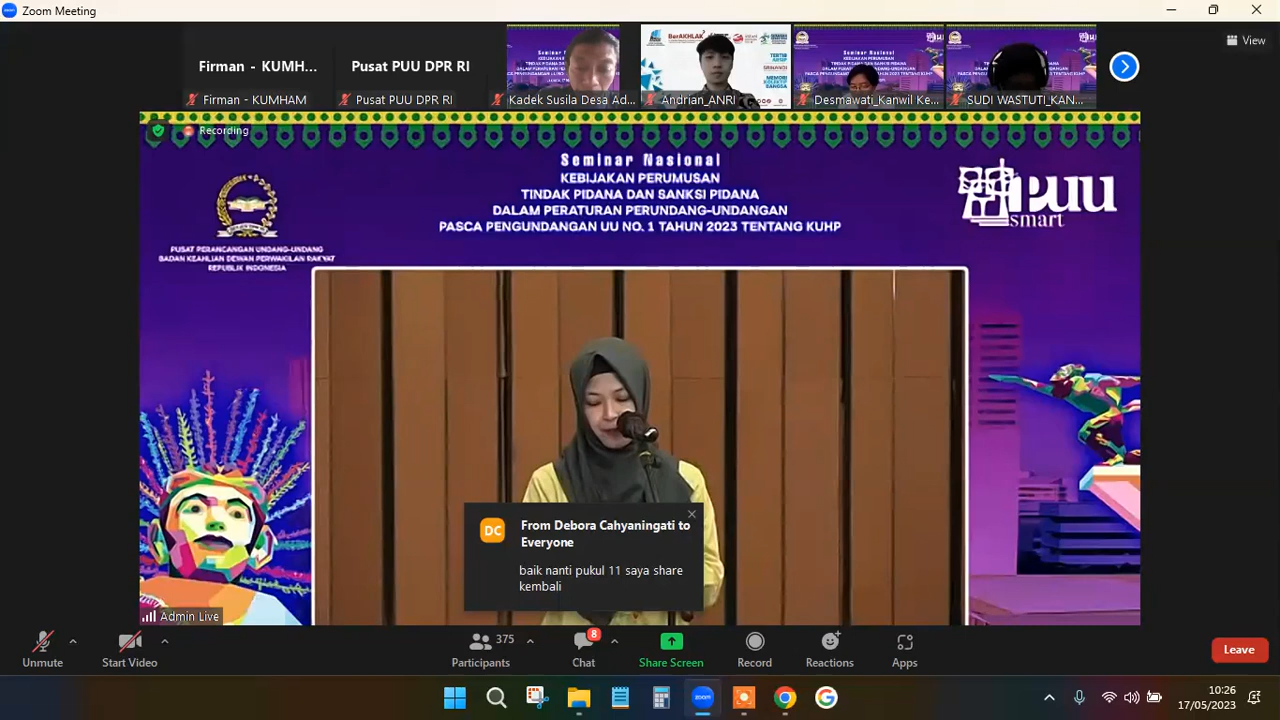 Zoom Meeting
View
Firman - KUMH...
Firman - KUMHAM
Pusat PUU DPR RI
Pusat PUU DPR RI
Kadek Susila Desa Ad...
BerAKHLAK
Andrian_ANRI
Desmawati_Kanwil Ke...
SUDI WASTUTI_KAN...
Recording
Seminar Nasional
KEBIJAKAN PERUMUSAN
TINDAK PIDANA DAN SANKSI PIDANA
DALAM PERATURAN PERUNDANG-UNDANGAN
PASCA PENGUNDANGAN UU NO. 1 TAHUN 2023 TENTANG KUHP
PUSAT PERANCANGAN UNDANG-UNDANG
BADAN KEAHLIAN DEWAN PERWAKILAN RAKYAT
REPUBLIK INDONESIA
PUU
smart
DC
From Debora Cahyaningati to
Everyone
baik nanti pukul 11 saya share
kembali
Admin Live
Unmute
Start Video
375
Participants
8
Chat
Share Screen
Record
Reactions
Apps
Leave
10:26
17/05/2023